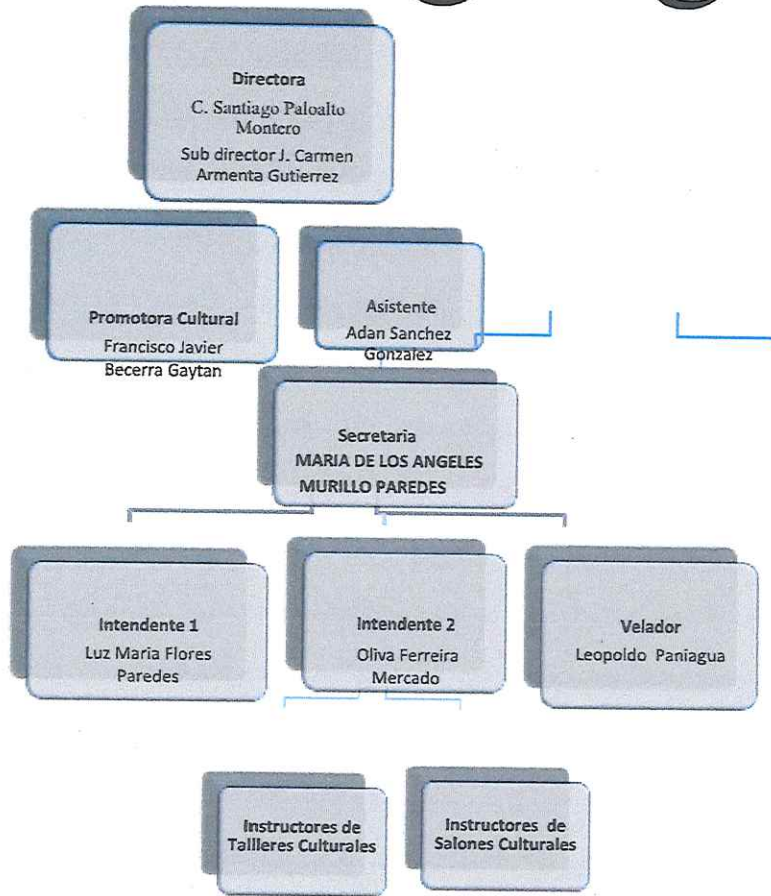 Directora
C. Santiago Paloalto
Montero
Sub director J. Carmen
Armenta Gutierrez
Promotora Cultural
Francisco Javier
Becerra Gaytan
Asistente
Adan Sanchez
Gonzalez
Secretaria
MARIA DE LOS ANGELES
MURILLO PAREDES
Intendente 1
Luz Maria Flores
Paredes
Intendente 2
Oliva Ferreira
Mercado
Velador
Leopoldo Paniagua
Instructores de
Tallleres Culturales
Instructores de
Salones Culturales